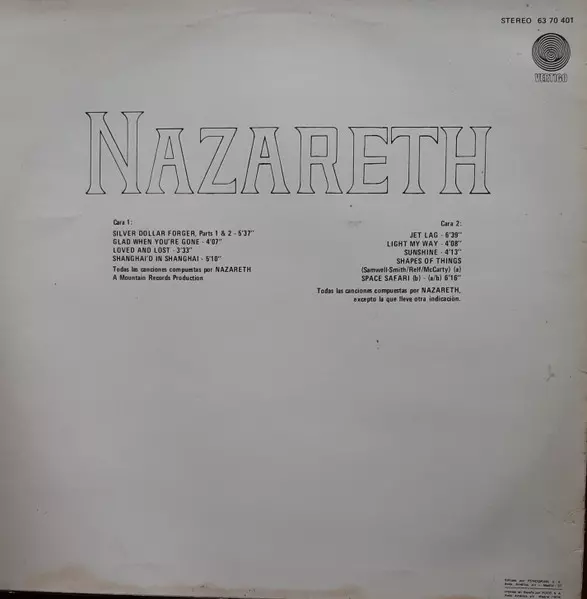 STEREO 63 70 401
VERTIGO
NAZARETH
Cara 1:
SILVER DOLLAR FORGER, Parts 1 & 2 - 5'37"
GLAD WHEN YOU'RE GONE - 4'07"
LOVED AND LOST - 3'33"
SHANGHAI'D IN SHANGHAI - 5'10"
Todas las canciones compuestas por NAZARETH
A Mountain Records Production
Cara 2:
JET LAG - 6'39"
LIGHT MY WAY - 4'08"
SUNSHINE - 4'13"
SHAPES OF THINGS
(Samwell-Smith/Relf/McCarty) (a)
SPACE SAFARI (b) - (a/b) 6'16"
Todas las canciones compuestas por NAZARETH,
excepto la que lleve otra indicación.